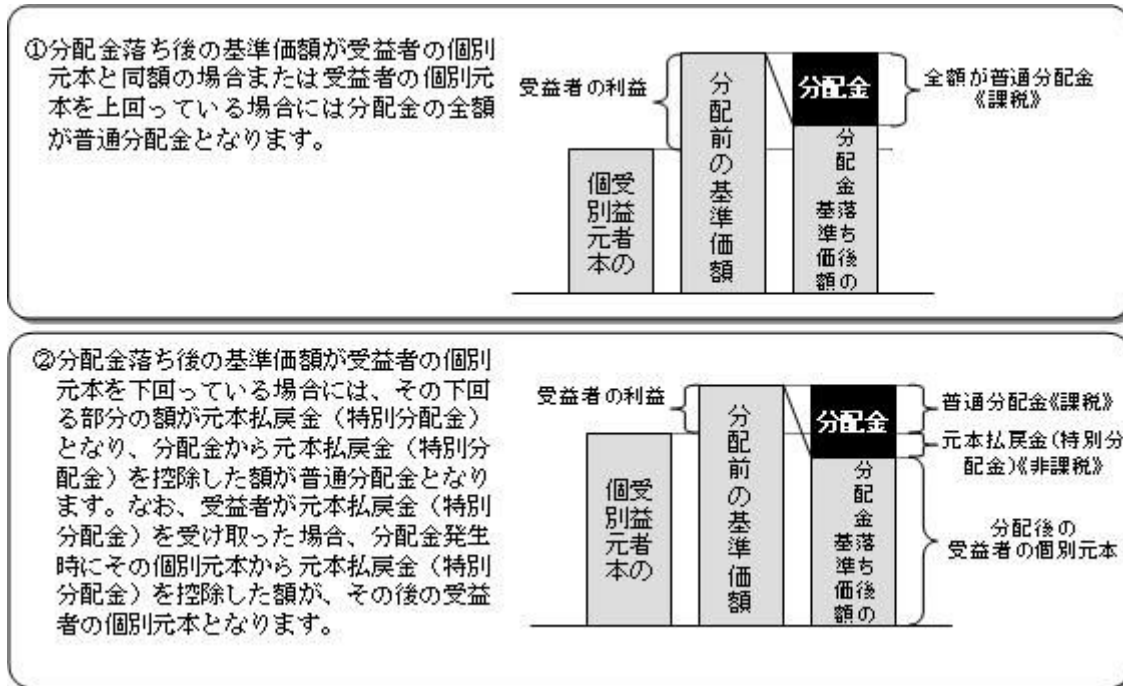 ①分配金落ち後の基準価額が受益者の個別
元本と同額の場合または受益者の個別元
本を上回っている場合には分配金の全額
が普通分配金となります。
受益者の利益
受益者の
個別元本
分配前の基準価額
分配金
分配金落ち後の
基準価額
全額が普通分配金
《課税》
②分配金落ち後の基準価額が受益者の個別
元本を下回っている場合には、その下回
る部分の額が元本払戻金（特別分配金）
となり、分配金から元本払戻金（特別分
配金）を控除した額が普通分配金となり
ます。なお、受益者が元本払戻金（特別
分配金）を受け取った場合、分配金発生
時にその個別元本から元本払戻金（特別
分配金）を控除した額が、その後の受益
者の個別元本となります。
受益者の利益
受益者の
個別元本
分配前の基準価額
分配金
分配金落ち後の
基準価額
普通分配金《課税》
元本払戻金(特別分
配金)《非課税》
分配後の
受益者の個別元本